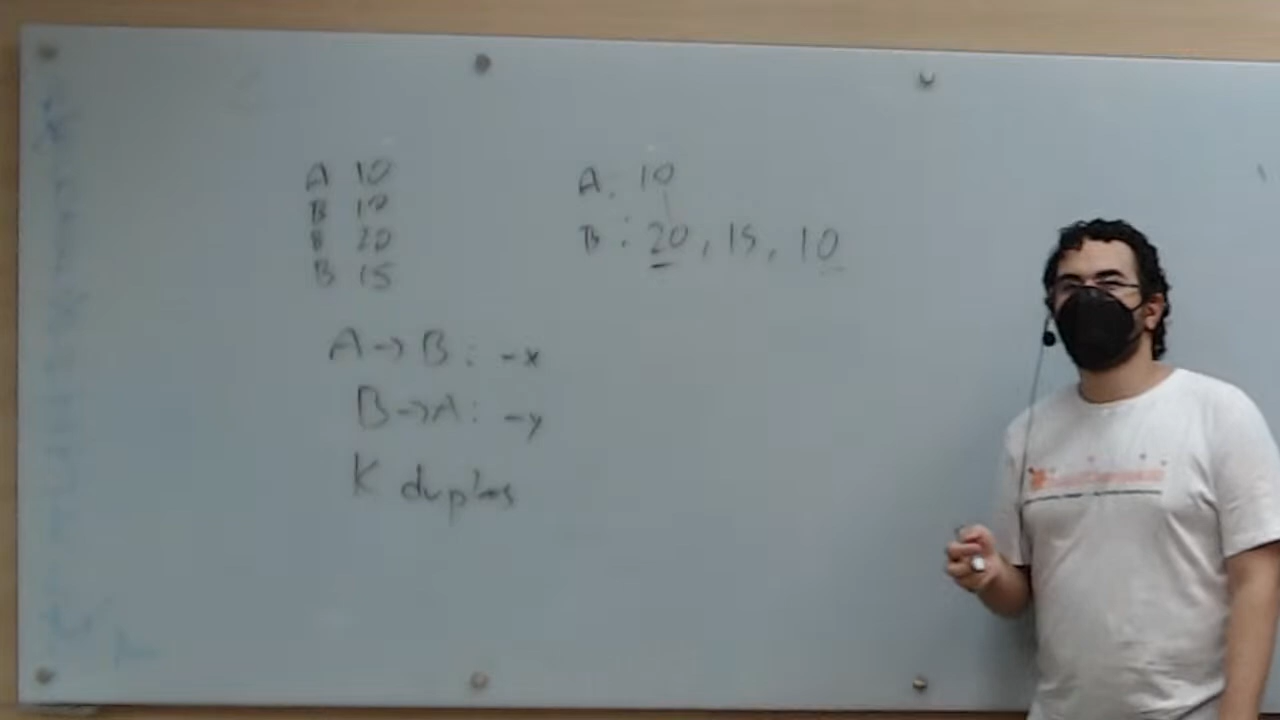 A 10
B 10
B 20
B 15
A: 10
B: 20, 15, 10
A → B: -x
B → A: -y
K duplas